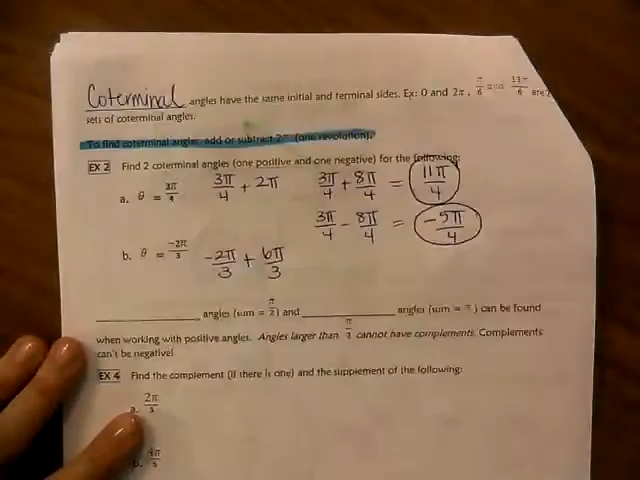 Coterminal angles have the same initial and terminal sides. Ex: 0 and 2π, π/6 and 13π/6 are
sets of coterminal angles.
To find coterminal angles add or subtract 2π (one revolution).
EX 2 Find 2 coterminal angles (one positive and one negative) for the following:
a. θ = 3π/4 3π/4 + 2π 3π/4 + 8π/4 = 11π/4
3π/4 - 8π/4 = -5π/4
b. θ = -2π/3 -2π/3 + 6π/3
____________ angles (sum = π/2) and ____________ angles (sum = π) can be found
when working with positive angles. Angles larger than π/2 cannot have complements. Complements
can't be negative!
EX 4 Find the complement (if there is one) and the supplement of the following:
a. 2π/5
b. 4π/5